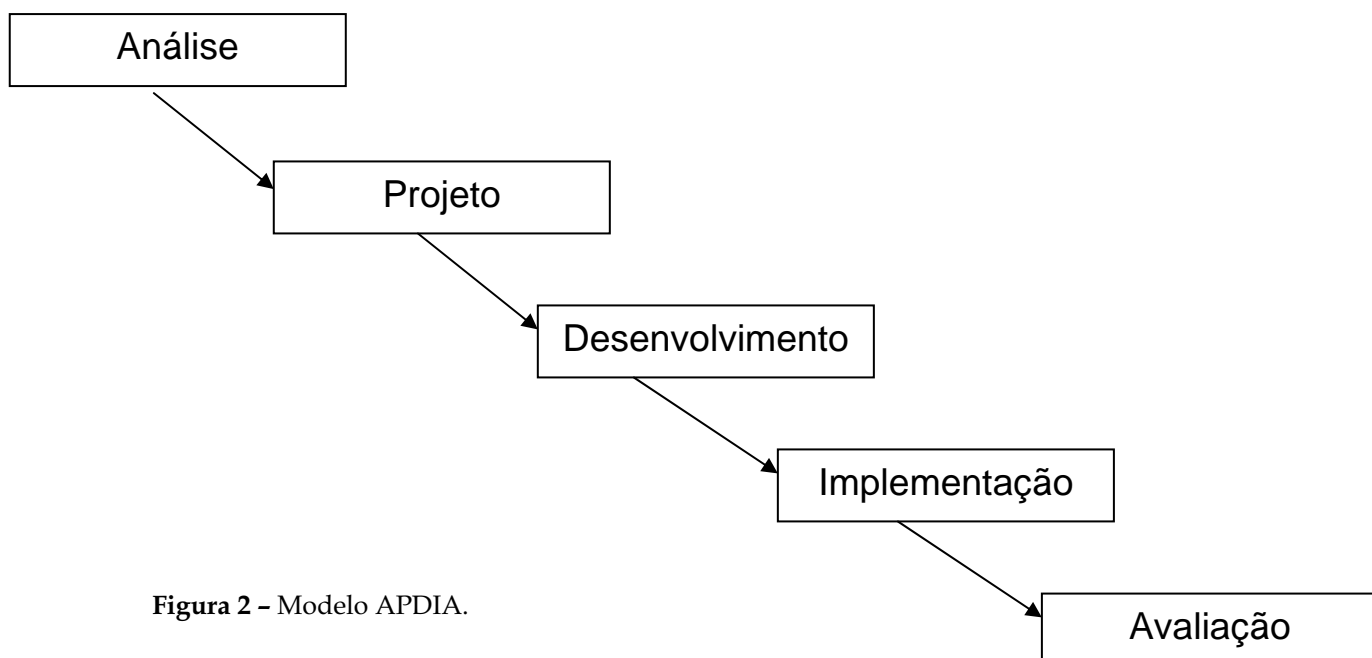 Análise
Projeto
Desenvolvimento
Implementação
Figura 2 – Modelo APDIA.
Avaliação